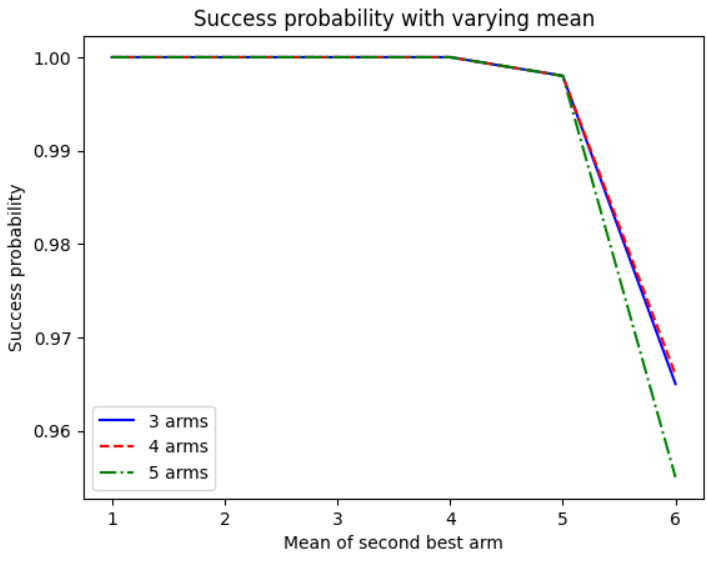 Success probability with varying mean
Success probability
1.00
0.99
0.98
0.97
0.96
3 arms
4 arms
5 arms
1 2 3 4 5 6
Mean of second best arm